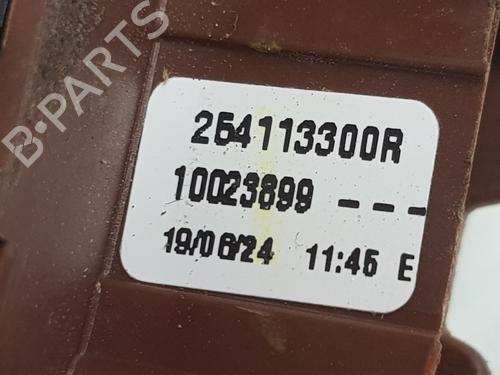 B-PARTS
254113300R
10023899 ---
19/06/24 11:45 E